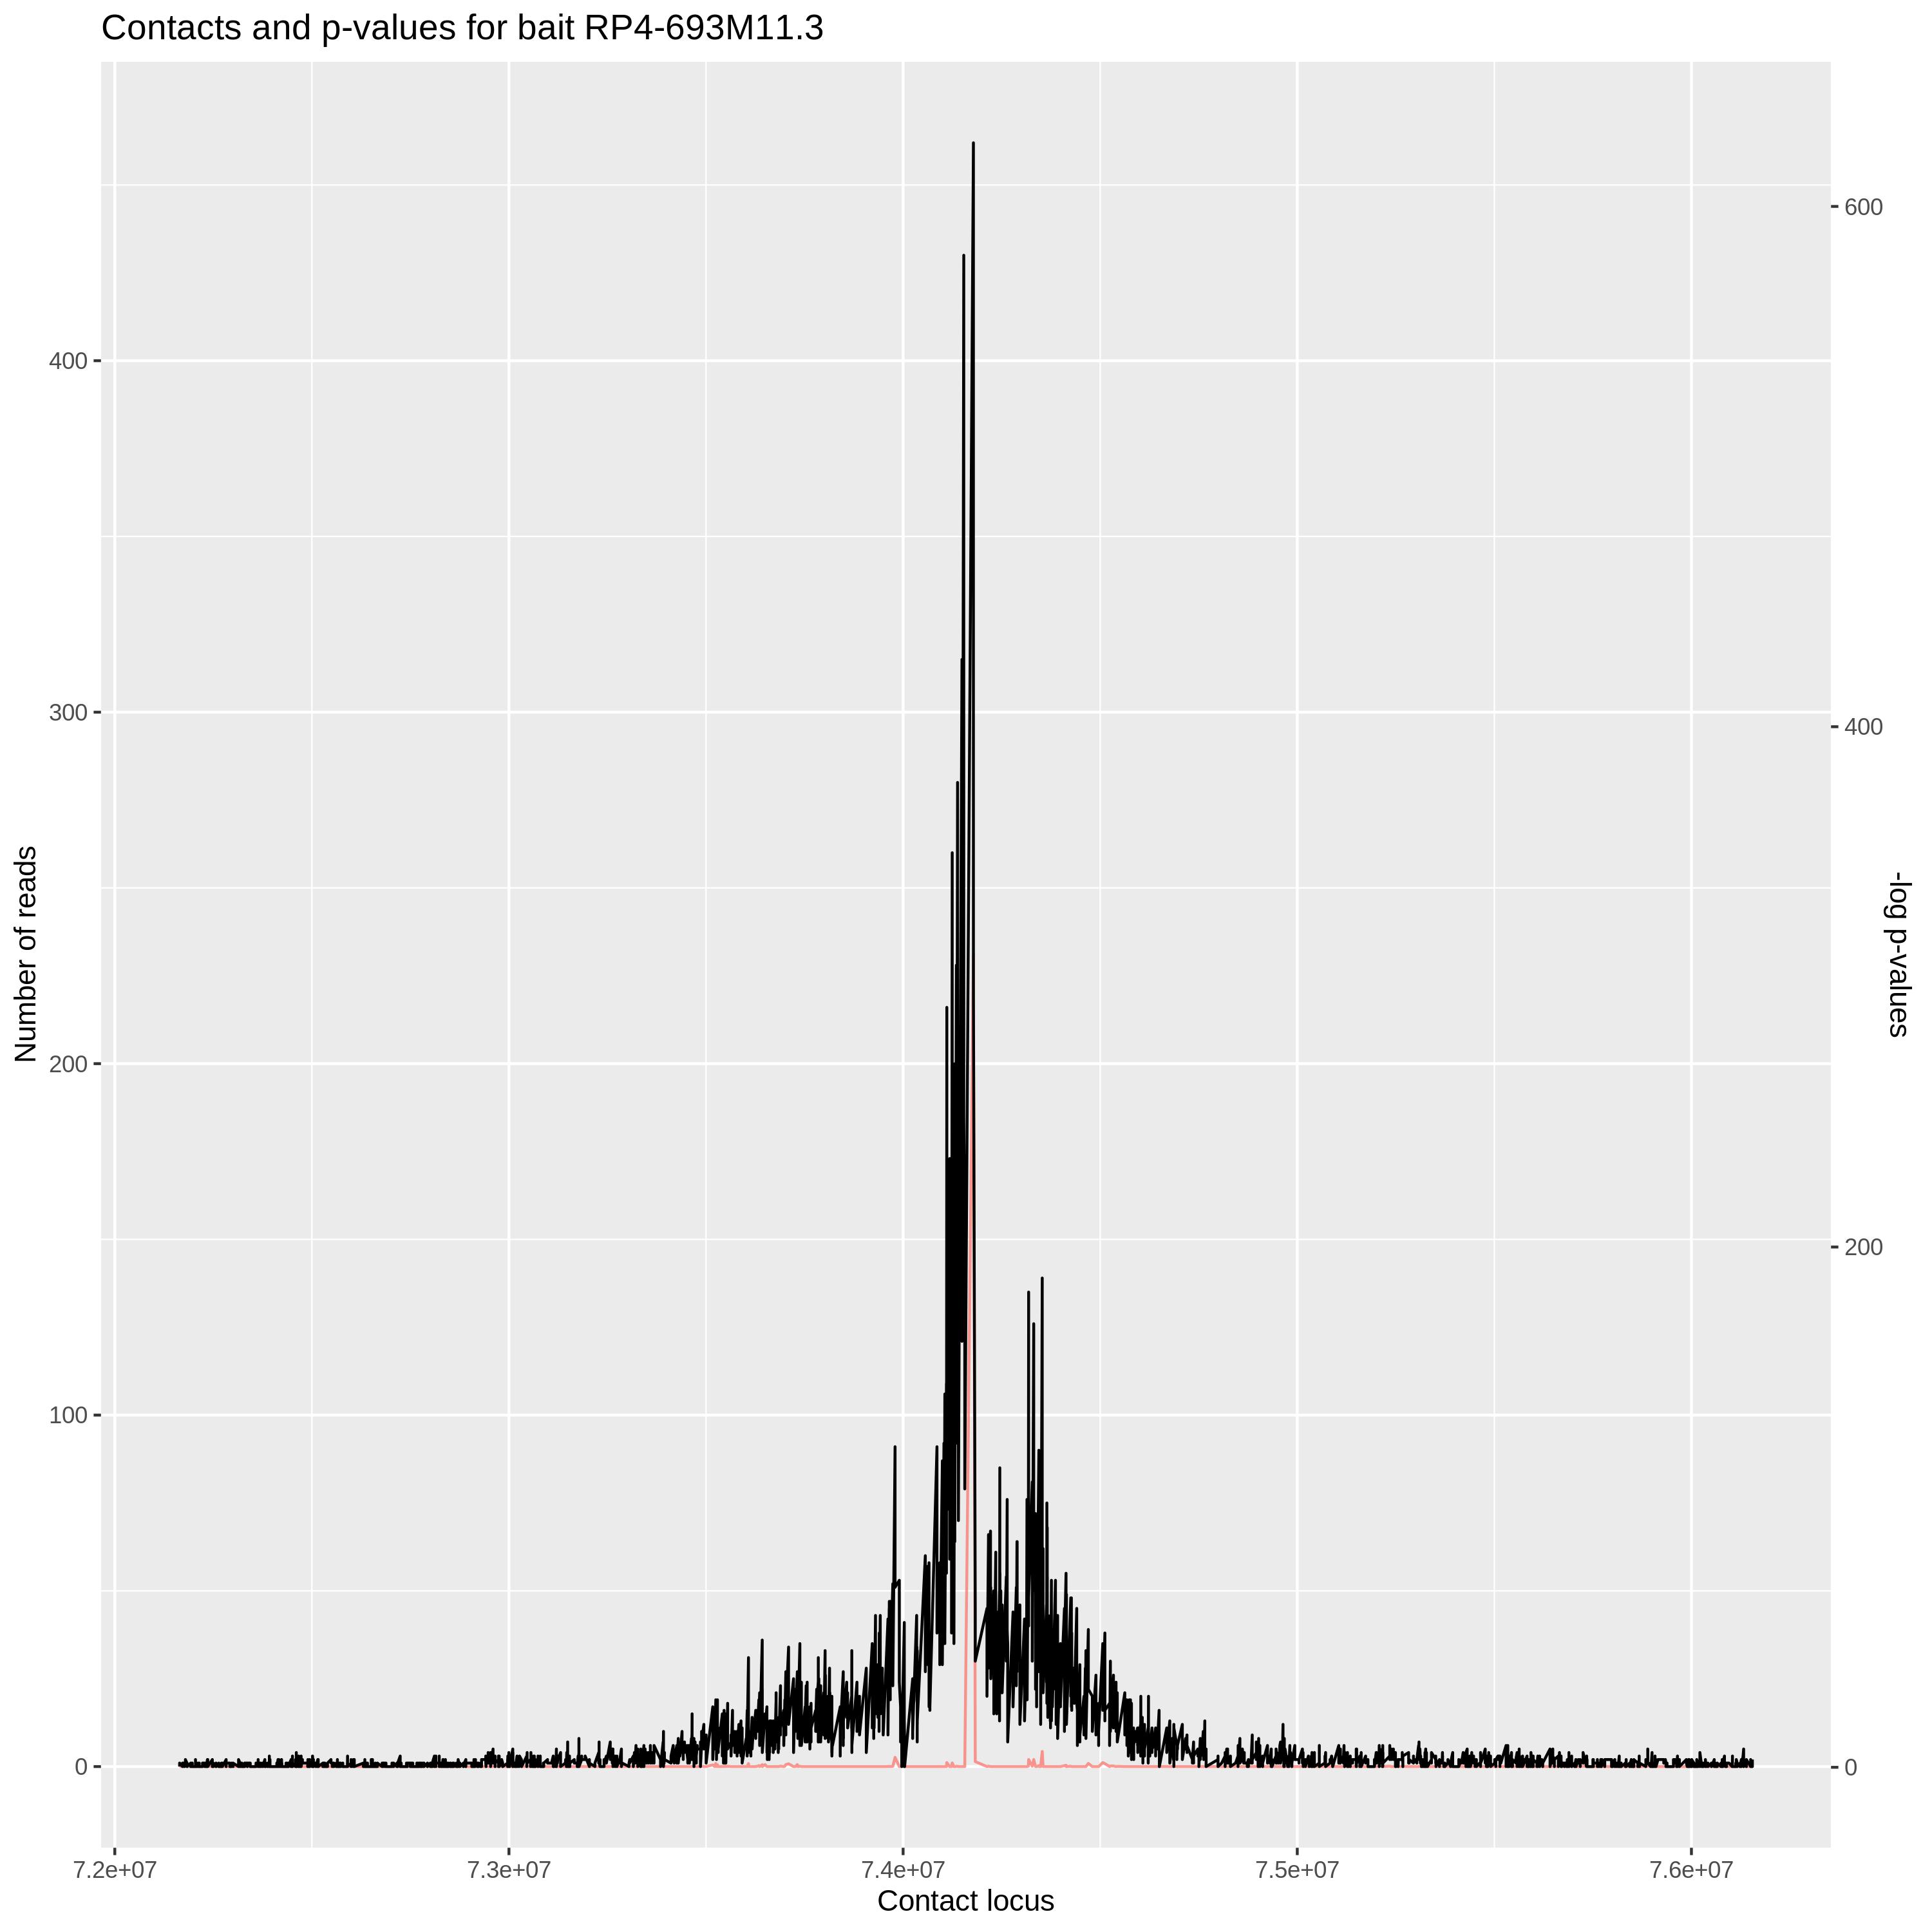 Contacts and p-values for bait RP4-693M11.3
400
300
200
100
0
Number of reads
600
400
200
0
-log p-values
7.2e+07
7.3e+07
7.4e+07
7.5e+07
7.6e+07
Contact locus